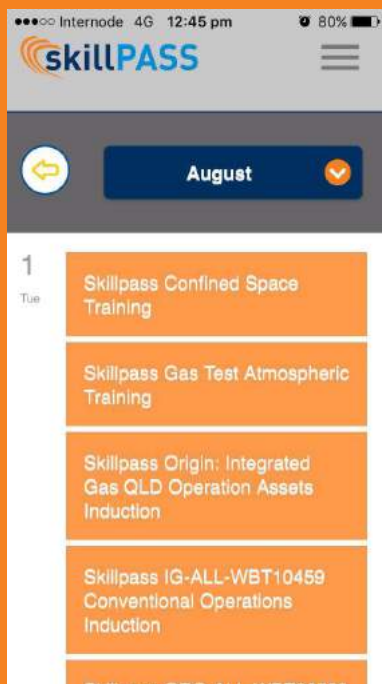 Internode 4G 12:45 pm 80%
skillPASS
August
1
Tue
Skillpass Confined Space
Training
Skillpass Gas Test Atmospheric
Training
Skillpass Origin: Integrated
Gas QLD Operation Assets
Induction
Skillpass IG-ALL-WBT10459
Conventional Operations
Induction